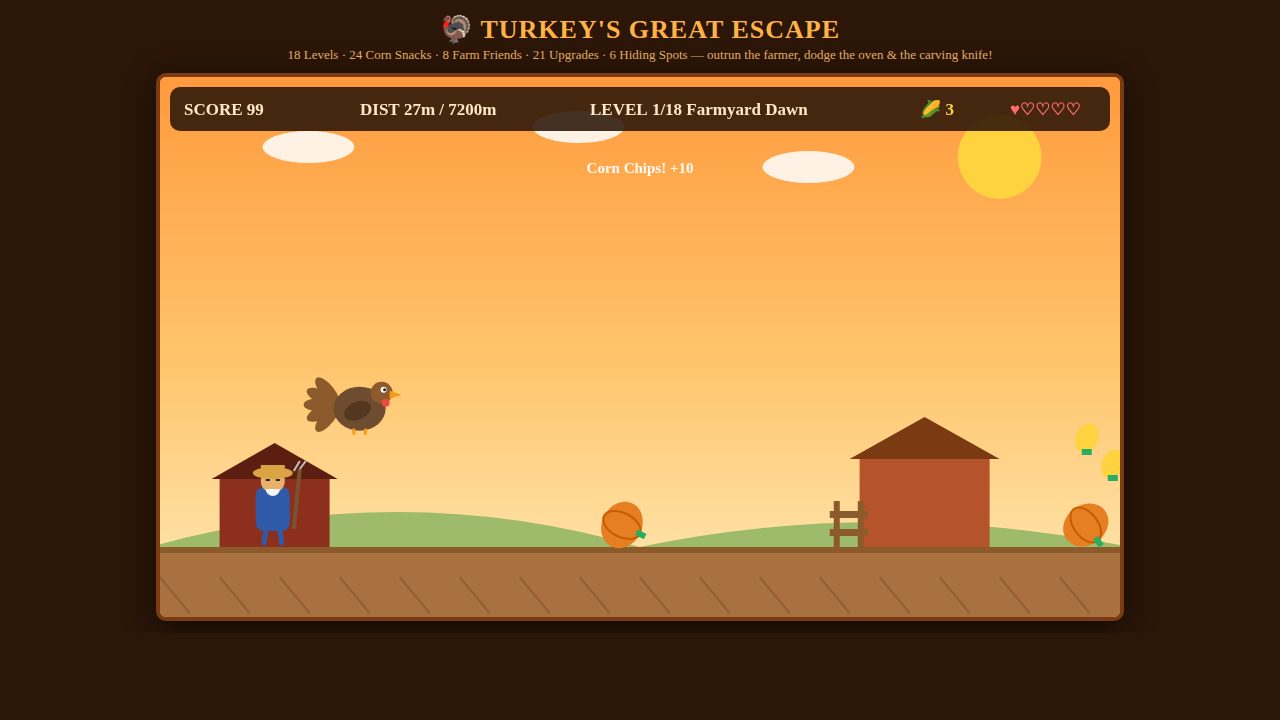 🦃 TURKEY'S GREAT ESCAPE
18 Levels · 24 Corn Snacks · 8 Farm Friends · 21 Upgrades · 6 Hiding Spots — outrun the farmer, dodge the oven & the carving knife!
SCORE 99 DIST 27m / 7200m LEVEL 1/18 Farmyard Dawn 🌽 3 ♥♡♡♡♡
Corn Chips! +10